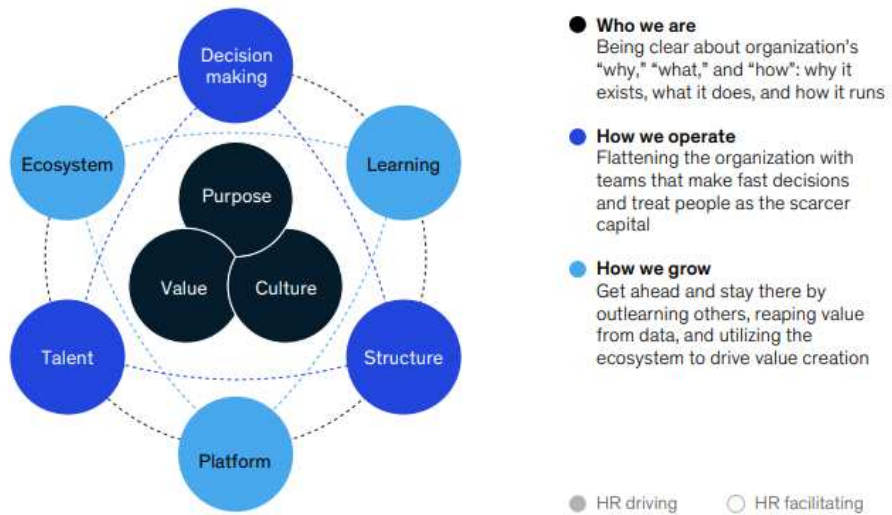 Decision
making
Ecosystem
Learning
Purpose
Value
Culture
Talent
Structure
Platform
Who we are
Being clear about organization's
“why,” “what,” and “how”: why it
exists, what it does, and how it runs
How we operate
Flattening the organization with
teams that make fast decisions
and treat people as the scarcer
capital
How we grow
Get ahead and stay there by
outlearning others, reaping value
from data, and utilizing the
ecosystem to drive value creation
HR driving
HR facilitating